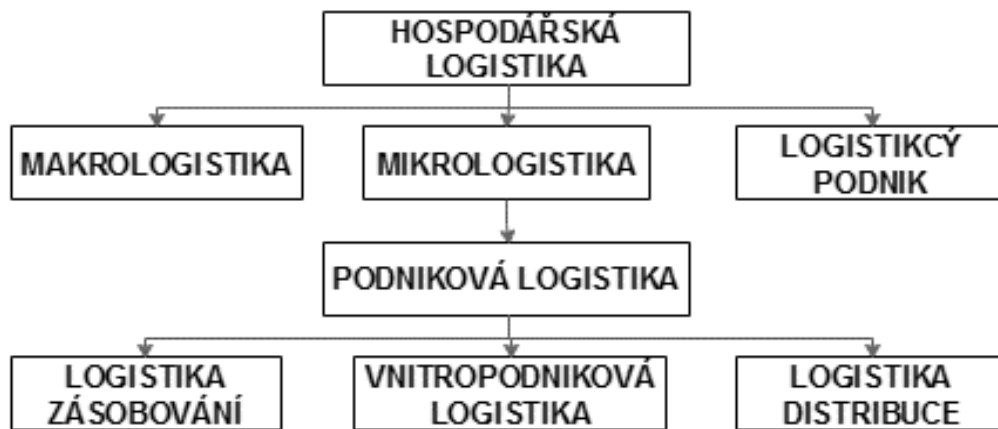 HOSPODÁŘSKÁ
LOGISTIKA
MAKROLOGISTIKA
MIKROLOGISTIKA
LOGISTIKCÝ
PODNIK
PODNIKOVÁ LOGISTIKA
LOGISTIKA
ZÁSOBOVÁNÍ
VNITROPODNIKOVÁ
LOGISTIKA
LOGISTIKA
DISTRIBUCE